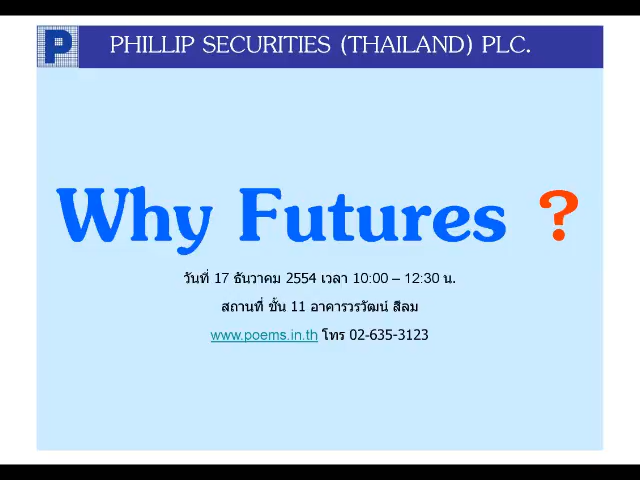 P
PHILLIP SECURITIES (THAILAND) PLC.
Why Futures ?
วันที่ 17 ธันวาคม 2554 เวลา 10:00 – 12:30 น.
สถานที่ ชั้น 11 อาคารวรวัฒน์ สีลม
www.poems.in.th โทร 02-635-3123